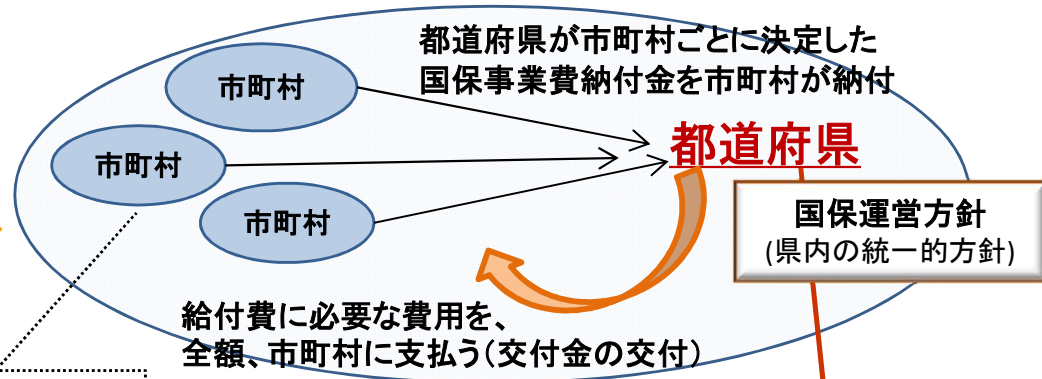 都道府県が市町村ごとに決定した
国保事業費納付金を市町村が納付
市町村
市町村
市町村
都道府県
国保運営方針
(県内の統一的方針)
給付費に必要な費用を、
全額、市町村に支払う(交付金の交付)